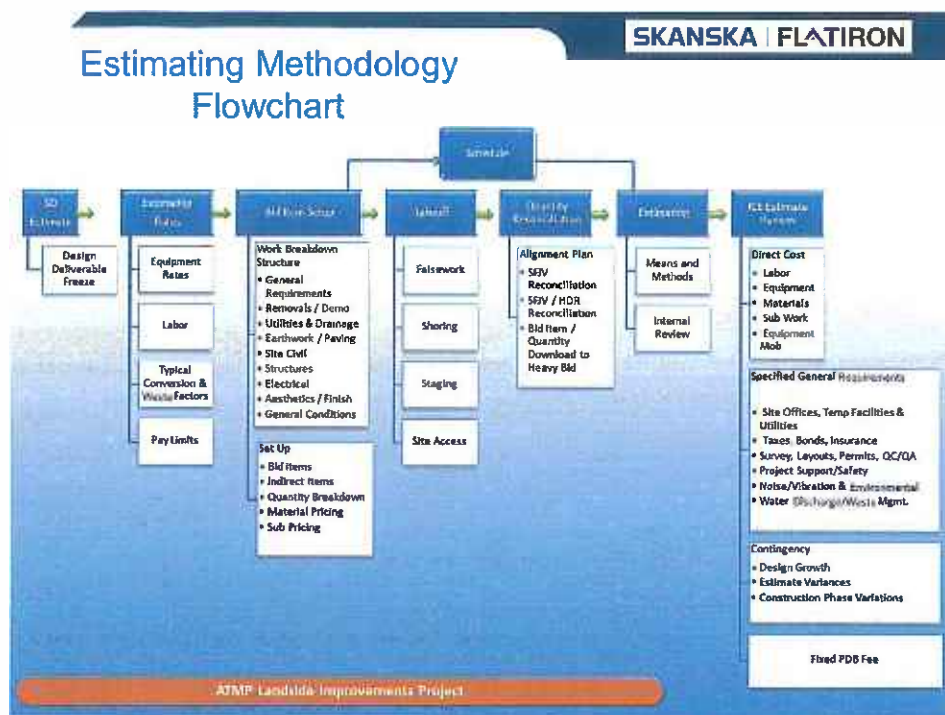 SKANSKA | FLATIRON
Estimating Methodology
Flowchart
Schedule
SD
Estimate
Estimating
Rates
Bid Item Setup
Takeoff
Quantity
Reconciliation
Estimating
ICE Estimate
Design
Deliverable
Freeze
Equipment
Rates
Labor
Typical
Conversion &
Waste Factors
Pay Limits
Work Breakdown
Structure
• General
Requirements
• Removals / Demo
• Utilities & Drainage
• Earthwork / Paving
• Site Civil
• Structures
• Electrical
• Aesthetics / Finish
• General Conditions
Set Up
• Bid Items
• Indirect Items
• Quantity Breakdown
• Material Pricing
• Sub Pricing
Falsework
Shoring
Staging
Site Access
Alignment Plan
• SFJV
Reconciliation
• SFJV / HDR
Reconciliation
• Bid Item /
Quantity
Download to
Heavy Bid
Means and
Methods
Internal
Review
Direct Cost
• Labor
• Equipment
• Materials
• Sub Work
• Equipment
Mob
Specified General Requirements
• Site Offices, Temp Facilities &
Utilities
• Taxes, Bonds, Insurance
• Survey, Layouts, Permits, QC/QA
• Project Support/Safety
• Noise/Vibration & Environmental
• Water Discharge/Waste Mgmt.
Contingency
• Design Growth
• Estimate Variances
• Construction Phase Variations
Fixed PDB Fee
ATMP Landside Improvements Project